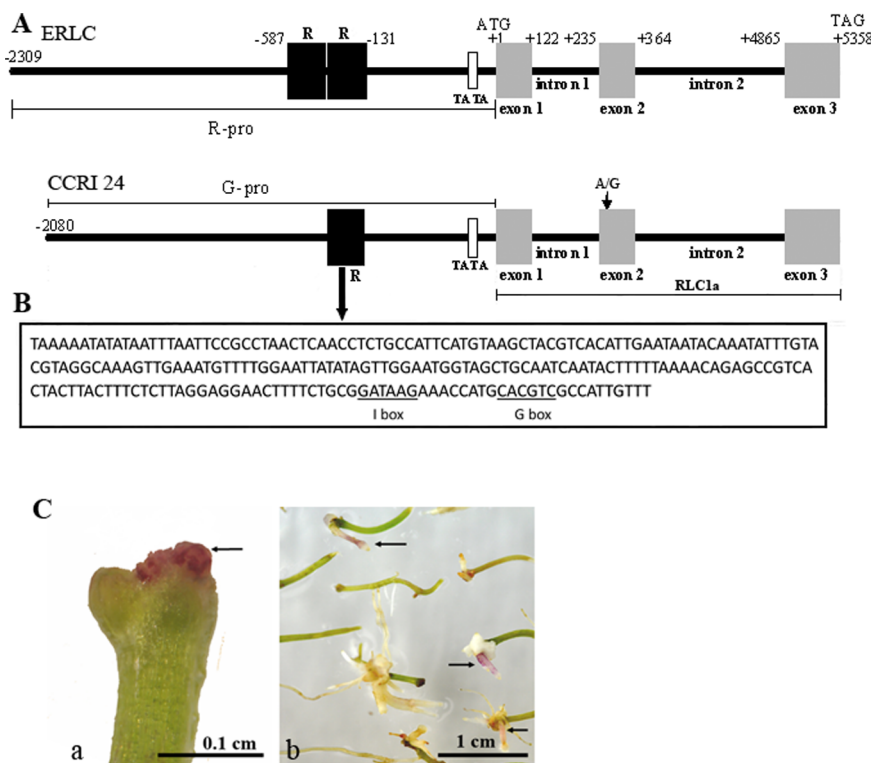 A
ERLC
-2309
-587
R
R
-131
TATA
ATG
+1
+122
+235
+364
+4865
TAG
+5358
intron 1
intron 2
exon 1
exon 2
exon 3
R-pro
CCRI 24
G-pro
-2080
A/G
R
TATA
intron 1
intron 2
exon 1
exon 2
exon 3
RLC1a
B
TAAAAATATATAATTTAATTCCGCCTAACTCAACCTCTGCCATTCATGTAAGCTACGTCACATTGAATAATACAAATATTTGTA
CGTAGGCAAAGTTGAAATGTTTTGGAATTATATAGTTGGAATGGTAGCTGCAATCAATACTTTTTAAAACAGAGCCGTCA
CTACTTACTTTCTCTTAGGAGGAACTTTTCTGCGGATAAGAAACCATGCACGTCGCCATTGTTT
I box
G box
C
a
0.1 cm
b
1 cm